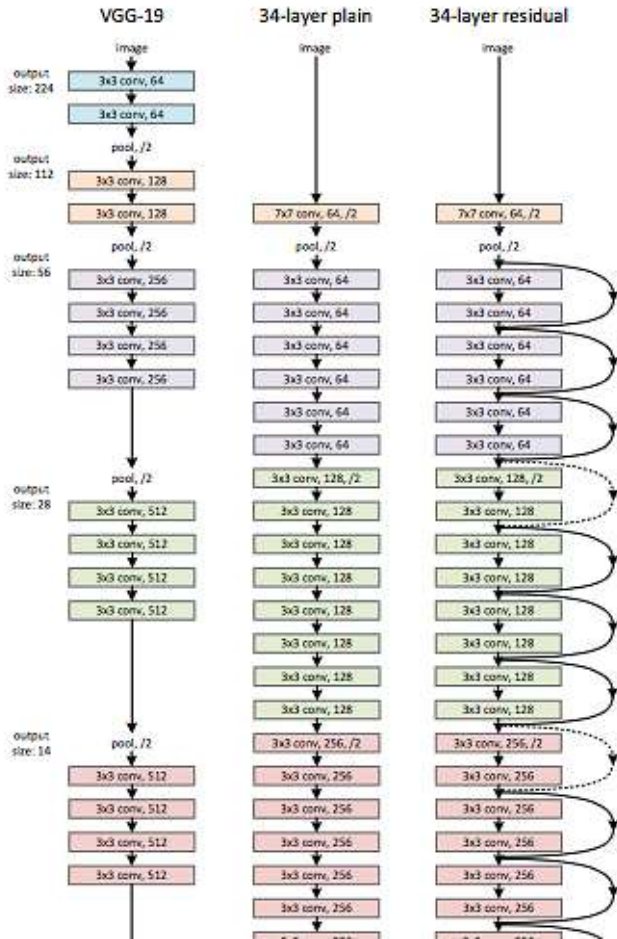 VGG-19
34-layer plain
34-layer residual
image
image
image
output
size: 224
3x3 conv, 64
3x3 conv, 64
pool, /2
output
size: 112
3x3 conv, 128
3x3 conv, 128
7x7 conv, 64, /2
7x7 conv, 64, /2
pool, /2
pool, /2
pool, /2
output
size: 56
3x3 conv, 256
3x3 conv, 64
3x3 conv, 64
3x3 conv, 256
3x3 conv, 64
3x3 conv, 64
3x3 conv, 256
3x3 conv, 64
3x3 conv, 64
3x3 conv, 256
3x3 conv, 64
3x3 conv, 64
3x3 conv, 64
3x3 conv, 64
3x3 conv, 64
3x3 conv, 64
pool, /2
3x3 conv, 128, /2
3x3 conv, 128, /2
output
size: 28
3x3 conv, 512
3x3 conv, 128
3x3 conv, 128
3x3 conv, 512
3x3 conv, 128
3x3 conv, 128
3x3 conv, 512
3x3 conv, 128
3x3 conv, 128
3x3 conv, 512
3x3 conv, 128
3x3 conv, 128
3x3 conv, 128
3x3 conv, 128
3x3 conv, 128
3x3 conv, 128
3x3 conv, 128
3x3 conv, 128
output
size: 14
pool, /2
3x3 conv, 256, /2
3x3 conv, 256, /2
3x3 conv, 512
3x3 conv, 256
3x3 conv, 256
3x3 conv, 512
3x3 conv, 256
3x3 conv, 256
3x3 conv, 512
3x3 conv, 256
3x3 conv, 256
3x3 conv, 512
3x3 conv, 256
3x3 conv, 256
3x3 conv, 256
3x3 conv, 256